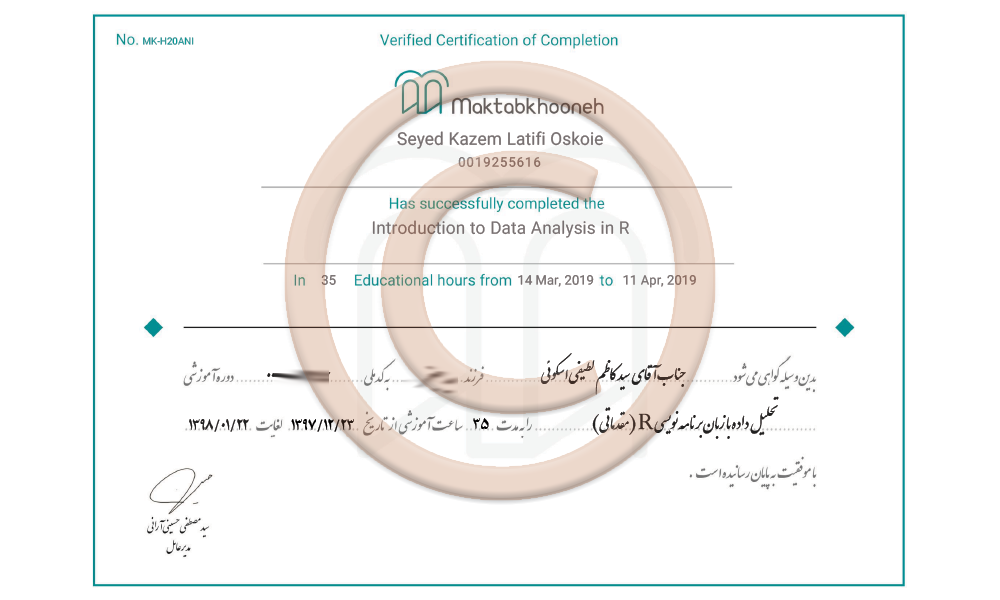 No. MK-H20ANI
Verified Certification of Completion
Maktabkhooneh
Seyed Kazem Latifi Oskoie
0019255616
Has successfully completed the
Introduction to Data Analysis in R
In 35 Educational hours from 14 Mar, 2019 to 11 Apr, 2019
بدین وسیله گواهی می شود ........... جناب آقای سید کاظم لطیفی اسکوئی ........... فرزند ........... به کد ملی ........... دوره آموزشی
........... تحلیل داده با زبان برنامه نویسی R (مقدماتی) ........... را به مدت ۳۵ ساعت آموزشی از تاریخ ۱۳۹۷/۱۲/۲۳ لغایت ۱۳۹۸/۰۱/۲۲
با موفقیت به پایان رسانیده است .
سید مصطفی حسینی آرانی
مدیرعامل